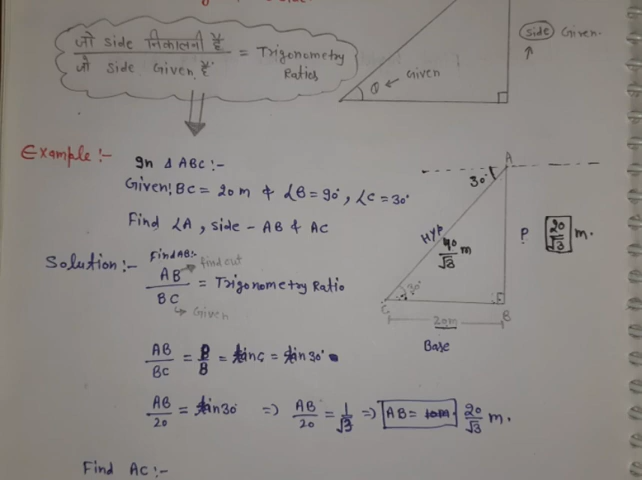 जो side निकालनी है
जो side Given है = Trigonometry Ratios
side Given.
θ ← Given
Example :-
In Δ ABC :-
Given! BC = 20 m & ∠B = 90°, ∠C = 30°
Find ∠A, side - AB & AC
Solution :-
Find AB:-
AB → find out
BC = Trigonometry Ratio
↳ Given
AB/BC = P/B = tan c = tan 30°
AB/20 = tan 30 => AB/20 = 1/√3 => AB = 20/√3 m.
Find AC :-
A
30°
HYP
40/√3 m
P 20/√3 m.
30°
C
B
20m
Base